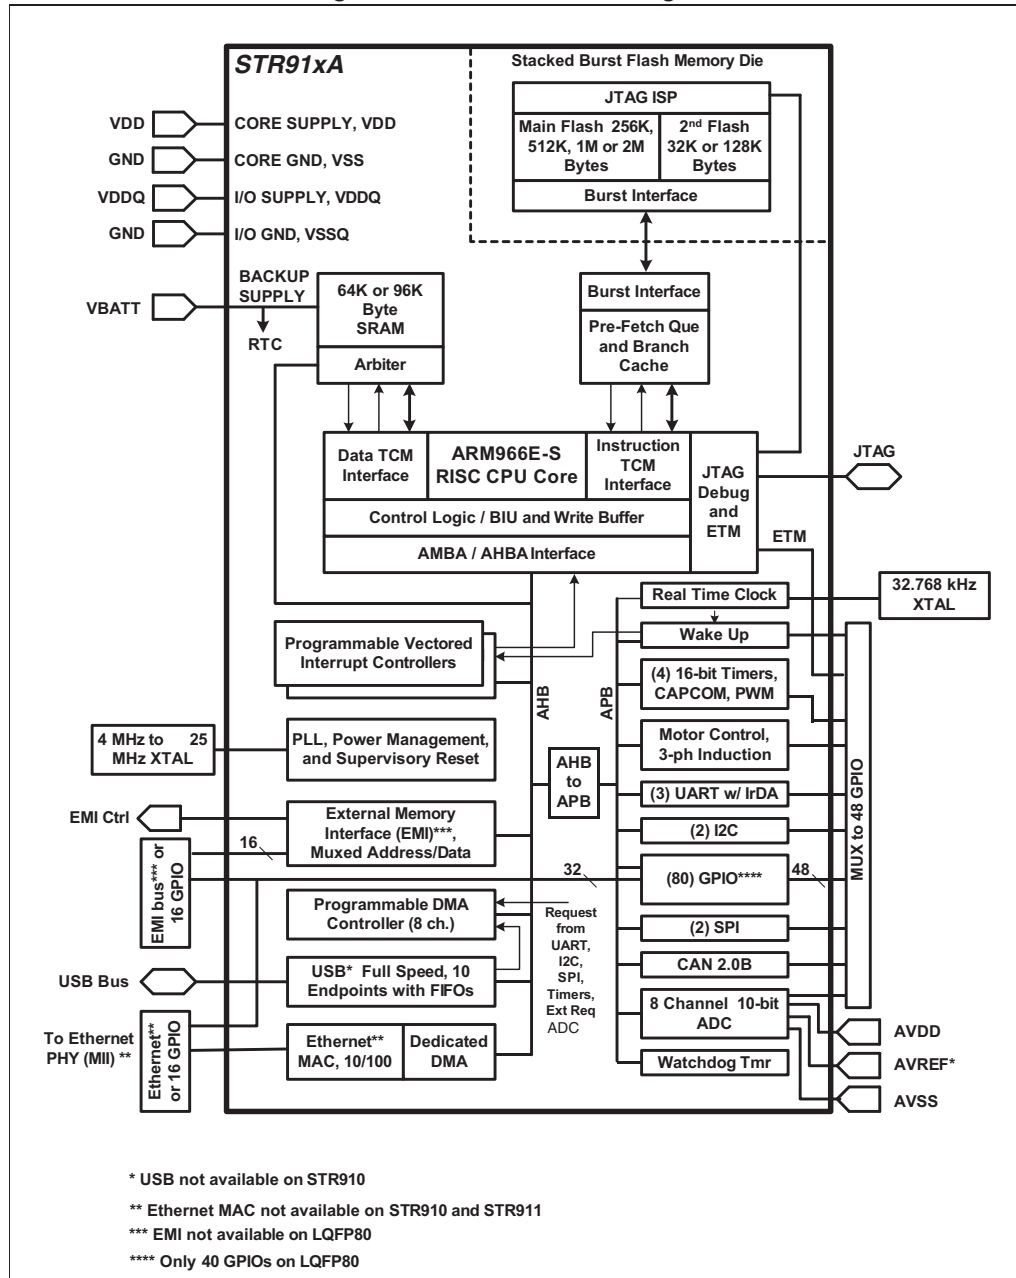 STR91xA
Stacked Burst Flash Memory Die
JTAG ISP
Main Flash 256K,
512K, 1M or 2M
Bytes
2nd Flash
32K or 128K
Bytes
Burst Interface
VDD
CORE SUPPLY, VDD
GND
CORE GND, VSS
VDDQ
I/O SUPPLY, VDDQ
GND
I/O GND, VSSQ
VBATT
BACKUP
SUPPLY
RTC
64K or 96K
Byte
SRAM
Arbiter
Burst Interface
Pre-Fetch Que
and Branch
Cache
Data TCM
Interface
ARM966E-S
RISC CPU Core
Instruction
TCM
Interface
JTAG
Debug
and
ETM
Control Logic / BIU and Write Buffer
AMBA / AHBA Interface
JTAG
ETM
32.768 kHz
XTAL
Real Time Clock
Wake Up
Programmable Vectored
Interrupt Controllers
AHB
APB
(4) 16-bit Timers,
CAPCOM, PWM
4 MHz to 25
MHz XTAL
PLL, Power Management,
and Supervisory Reset
Motor Control,
3-ph Induction
AHB
to
APB
(3) UART w/ IrDA
MUX to 48 GPIO
EMI Ctrl
External Memory
Interface (EMI)***,
Muxed Address/Data
16
(2) I2C
EMI bus*** or
16 GPIO
32
(80) GPIO****
48
Programmable DMA
Controller (8 ch.)
Request
from
UART,
I2C,
SPI,
Timers,
Ext Req
ADC
(2) SPI
CAN 2.0B
USB Bus
USB* Full Speed, 10
Endpoints with FIFOs
8 Channel 10-bit
ADC
To Ethernet
PHY (MII) **
Ethernet**
or 16 GPIO
Ethernet**
MAC, 10/100
Dedicated
DMA
Watchdog Tmr
AVDD
AVREF*
AVSS
* USB not available on STR910
** Ethernet MAC not available on STR910 and STR911
*** EMI not available on LQFP80
**** Only 40 GPIOs on LQFP80